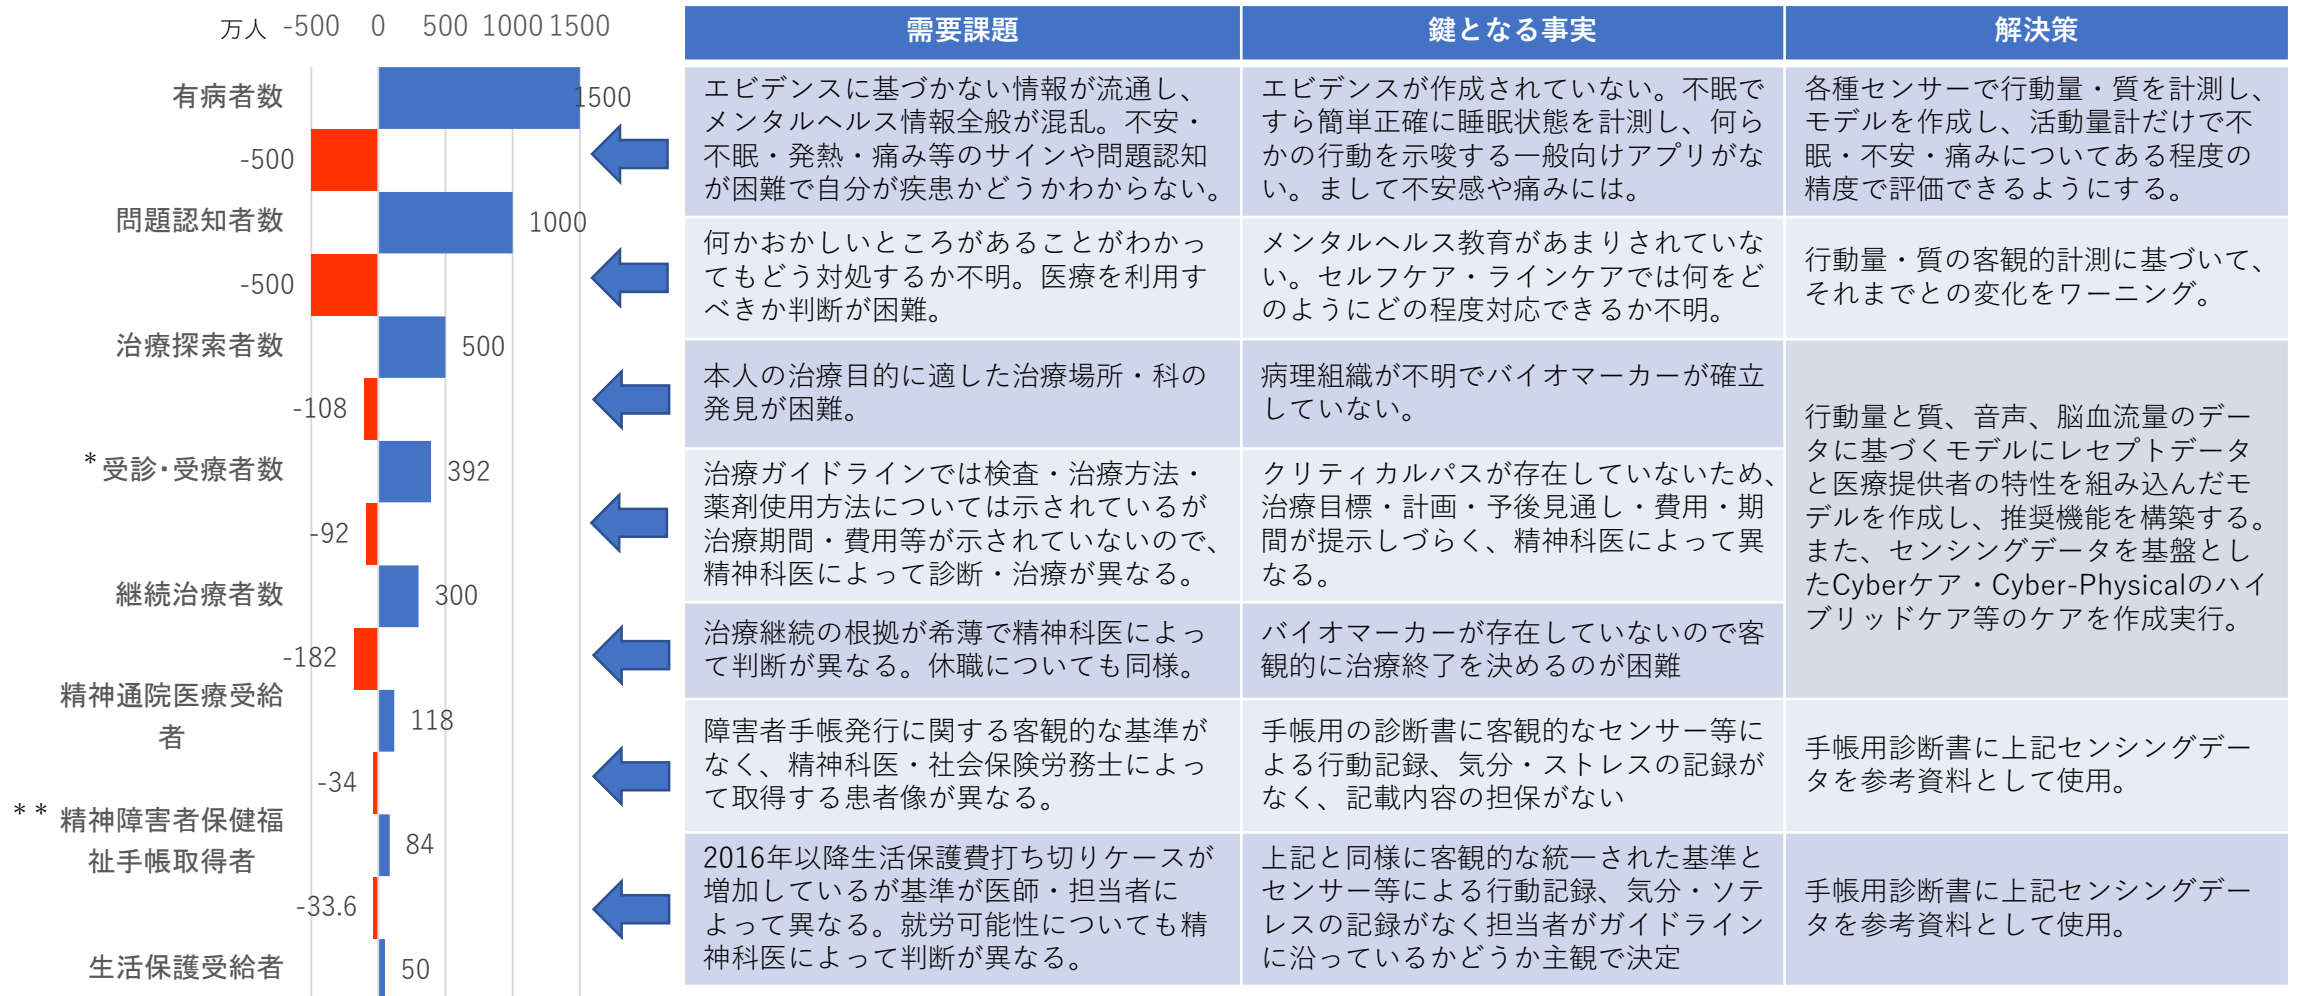 万人 -500 0 500 1000 1500
有病者数
1500
-500
問題認知者数
1000
-500
治療探索者数
500
-108
*受診・受療者数
392
-92
継続治療者数
300
-182
精神通院医療受給
者
118
-34
**精神障害者保健福
祉手帳取得者
84
-33.6
生活保護受給者
50
需要課題
鍵となる事実
解決策
エビデンスに基づかない情報が流通し、
メンタルヘルス情報全般が混乱。不安・
不眠・発熱・痛み等のサインや問題認知
が困難で自分が疾患かどうかわからない。
エビデンスが作成されていない。不眠で
すら簡単正確に睡眠状態を計測し、何ら
かの行動を示唆する一般向けアプリがな
い。まして不安感や痛みには。
各種センサーで行動量・質を計測し、
モデルを作成し、活動量計だけで不
眠・不安・痛みについてある程度の
精度で評価できるようにする。
何かおかしいところがあることがわかっ
てもどう対処するか不明。医療を利用す
べきか判断が困難。
メンタルヘルス教育があまりされていな
い。セルフケア・ラインケアでは何をど
のようにどの程度対応できるか不明。
行動量・質の客観的計測に基づいて、
それまでとの変化をワーニング。
本人の治療目的に適した治療場所・科の
発見が困難。
病理組織が不明でバイオマーカーが確立
していない。
行動量と質、音声、脳血流量のデー
タに基づくモデルにレセプトデータ
と医療提供者の特性を組み込んだモ
デルを作成し、推奨機能を構築する。
また、センシングデータを基盤とし
たCyberケア・Cyber-Physicalのハイ
ブリッドケア等のケアを作成実行。
治療ガイドラインでは検査・治療方法・
薬剤使用方法については示されているが
治療期間・費用等が示されていないので、
精神科医によって診断・治療が異なる。
クリティカルパスが存在していないため、
治療目標・計画・予後見通し・費用・期
間が提示しづらく、精神科医によって異
なる。
治療継続の根拠が希薄で精神科医によっ
て判断が異なる。休職についても同様。
バイオマーカーが存在していないので客
観的に治療終了を決めるのが困難
障害者手帳発行に関する客観的な基準が
なく、精神科医・社会保険労務士によっ
て取得する患者像が異なる。
手帳用の診断書に客観的なセンサー等に
よる行動記録、気分・ストレスの記録が
なく、記載内容の担保がない
手帳用診断書に上記センシングデー
タを参考資料として使用。
2016年以降生活保護費打ち切りケースが
増加しているが基準が医師・担当者に
よって異なる。就労可能性についても精
神科医によって判断が異なる。
上記と同様に客観的な統一された基準と
センサー等による行動記録、気分・ソテ
レスの記録がなく担当者がガイドライン
に沿っているかどうか主観で決定
手帳用診断書に上記センシングデー
タを参考資料として使用。